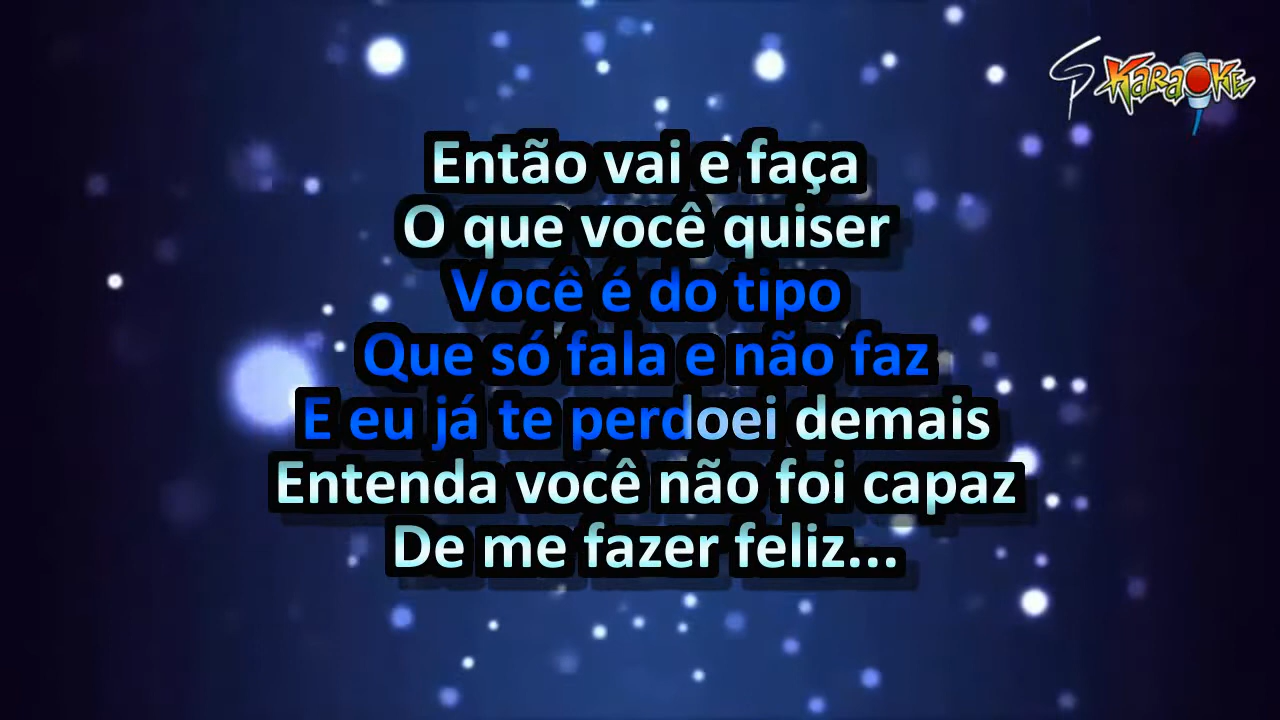 GP KaraoKe
Então vai e faça
O que você quiser
Você é do tipo
Que só fala e não faz
E eu já te perdoei demais
Entenda você não foi capaz
De me fazer feliz...